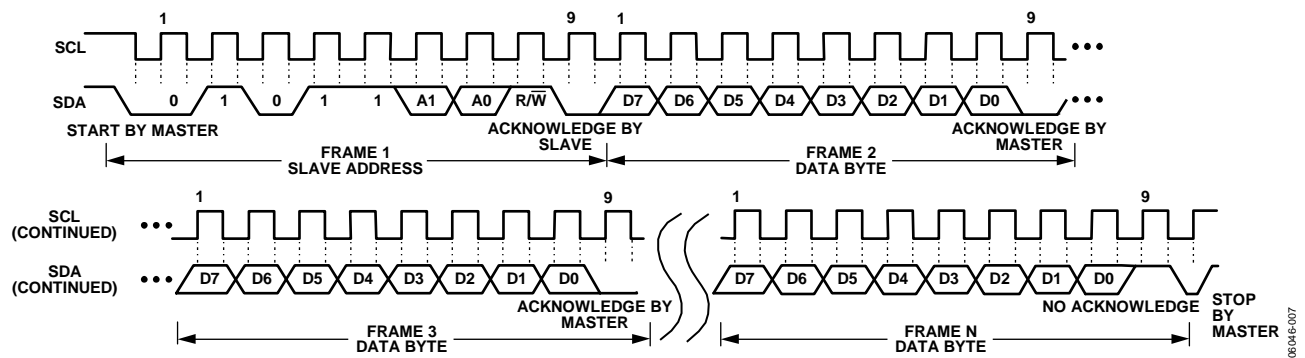 1 9 1 9
SCL
SDA 0 1 0 1 1 A1 A0 R/W̅ D7 D6 D5 D4 D3 D2 D1 D0
START BY MASTER ACKNOWLEDGE BY SLAVE ACKNOWLEDGE BY MASTER
FRAME 1 SLAVE ADDRESS
FRAME 2 DATA BYTE
1 9 1 9
SCL (CONTINUED)
SDA (CONTINUED) D7 D6 D5 D4 D3 D2 D1 D0 D7 D6 D5 D4 D3 D2 D1 D0
ACKNOWLEDGE BY MASTER NO ACKNOWLEDGE STOP BY MASTER
FRAME 3 DATA BYTE
FRAME N DATA BYTE
06046-007